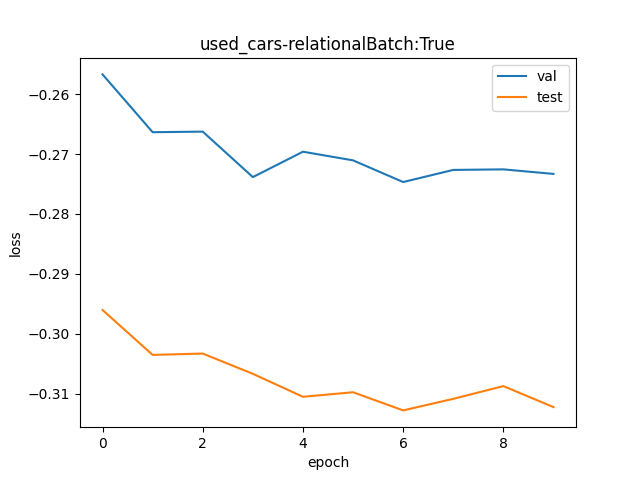 used_cars-relationalBatch:True
val
test
loss
−0.26
−0.27
−0.28
−0.29
−0.30
−0.31
0
2
4
6
8
epoch